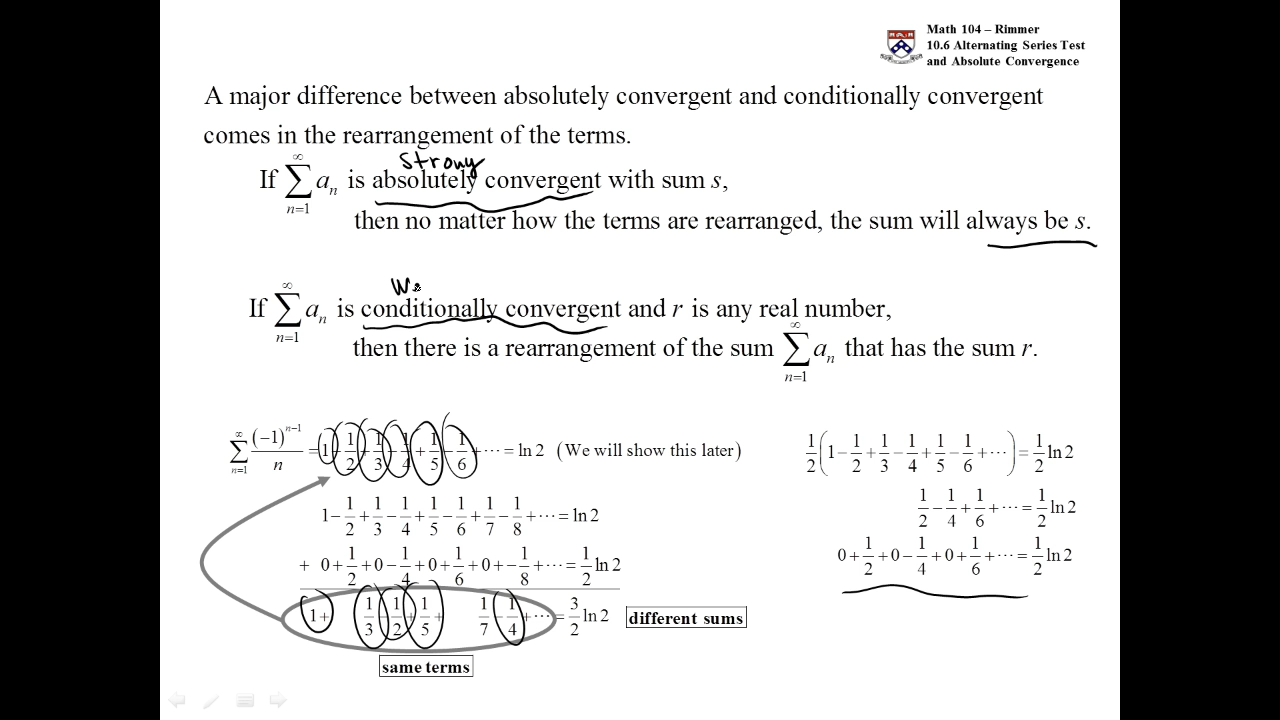 Math 104 – Rimmer
10.6 Alternating Series Test
and Absolute Convergence
A major difference between absolutely convergent and conditionally convergent
comes in the rearrangement of the terms.
Strong
If ∞∑n=1 aₙ is absolutely convergent with sum s,
then no matter how the terms are rearranged, the sum will always be s.
We
If ∞∑n=1 aₙ is conditionally convergent and r is any real number,
then there is a rearrangement of the sum ∞∑n=1 aₙ that has the sum r.
∞∑n=1 (−1)ⁿ⁻¹/n = 1 − 1/2 + 1/3 − 1/4 + 1/5 − 1/6 + ⋯ = ln 2 (We will show this later)
1 − 1/2 + 1/3 − 1/4 + 1/5 − 1/6 + 1/7 − 1/8 + ⋯ = ln 2
+ 0 + 1/2 + 0 − 1/4 + 0 + 1/6 + 0 + − 1/8 + ⋯ = 1/2 ln 2
1 + 1/3 − 1/2 + 1/5 + 1/7 − 1/4 + ⋯ = 3/2 ln 2
different sums
same terms
1/2 (1 − 1/2 + 1/3 − 1/4 + 1/5 − 1/6 + ⋯) = 1/2 ln 2
1/2 − 1/4 + 1/6 + ⋯ = 1/2 ln 2
0 + 1/2 + 0 − 1/4 + 0 + 1/6 + ⋯ = 1/2 ln 2